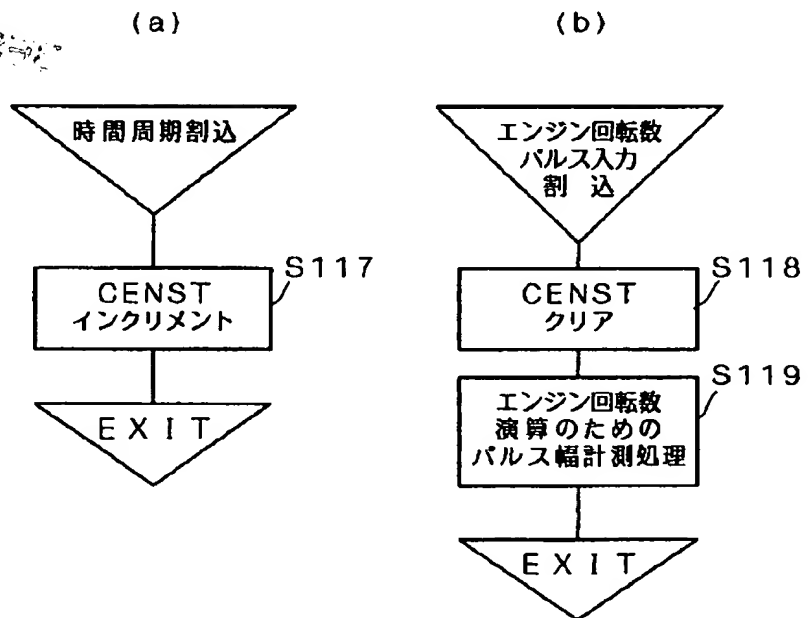 (a)
時間周期割込
S117
CENST
インクリメント
EXIT
(b)
エンジン回転数
パルス入力
割込
S118
CENST
クリア
S119
エンジン回転数
演算のための
パルス幅計測処理
EXIT